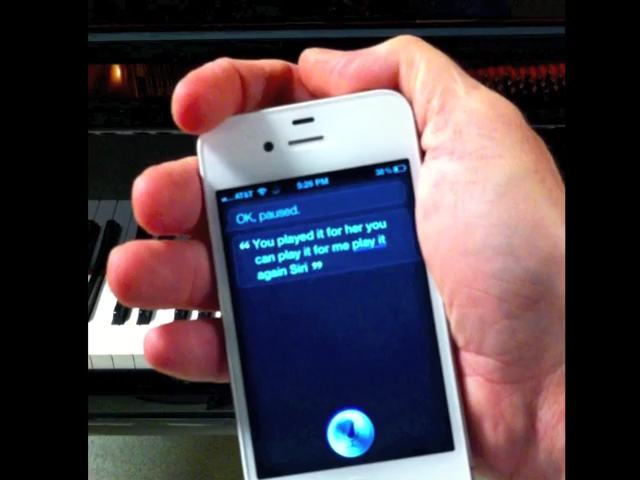 AT&T 5:26 PM 38%
OK, paused.
“ You played it for her you
can play it for me play it
again Siri ”